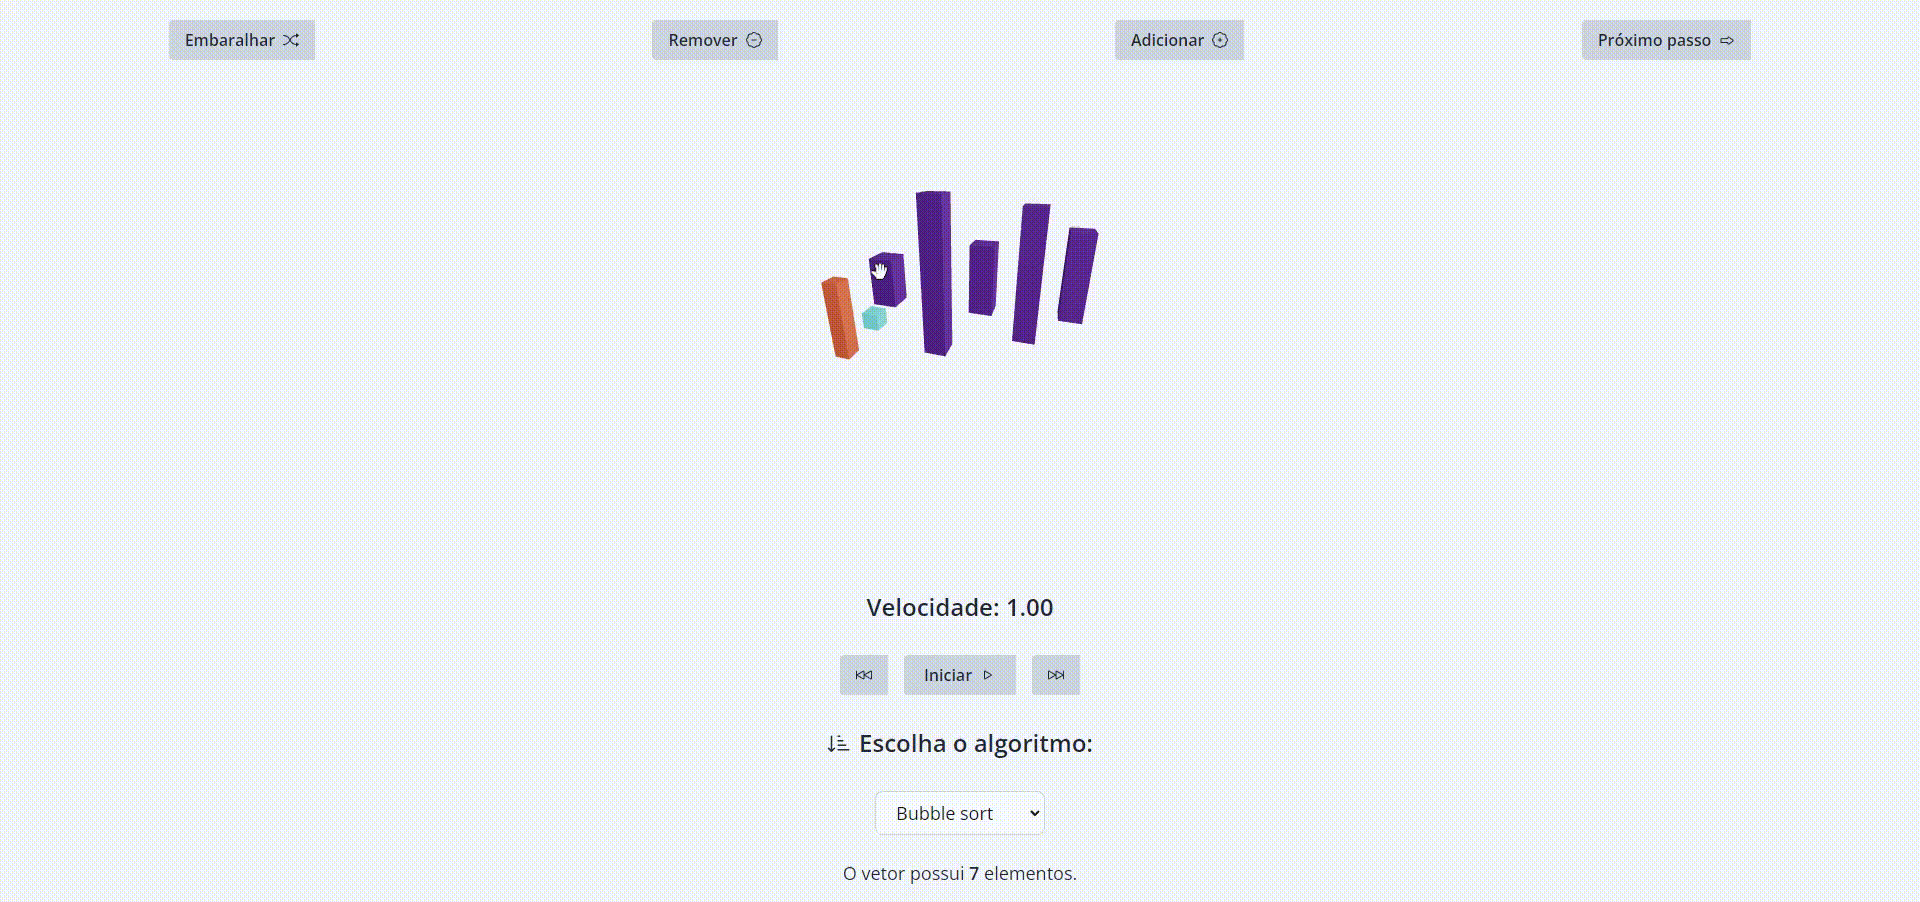 Embaralhar
Remover
Adicionar
Próximo passo
Velocidade: 1.00
Iniciar
Escolha o algoritmo:
Bubble sort
O vetor possui 7 elementos.